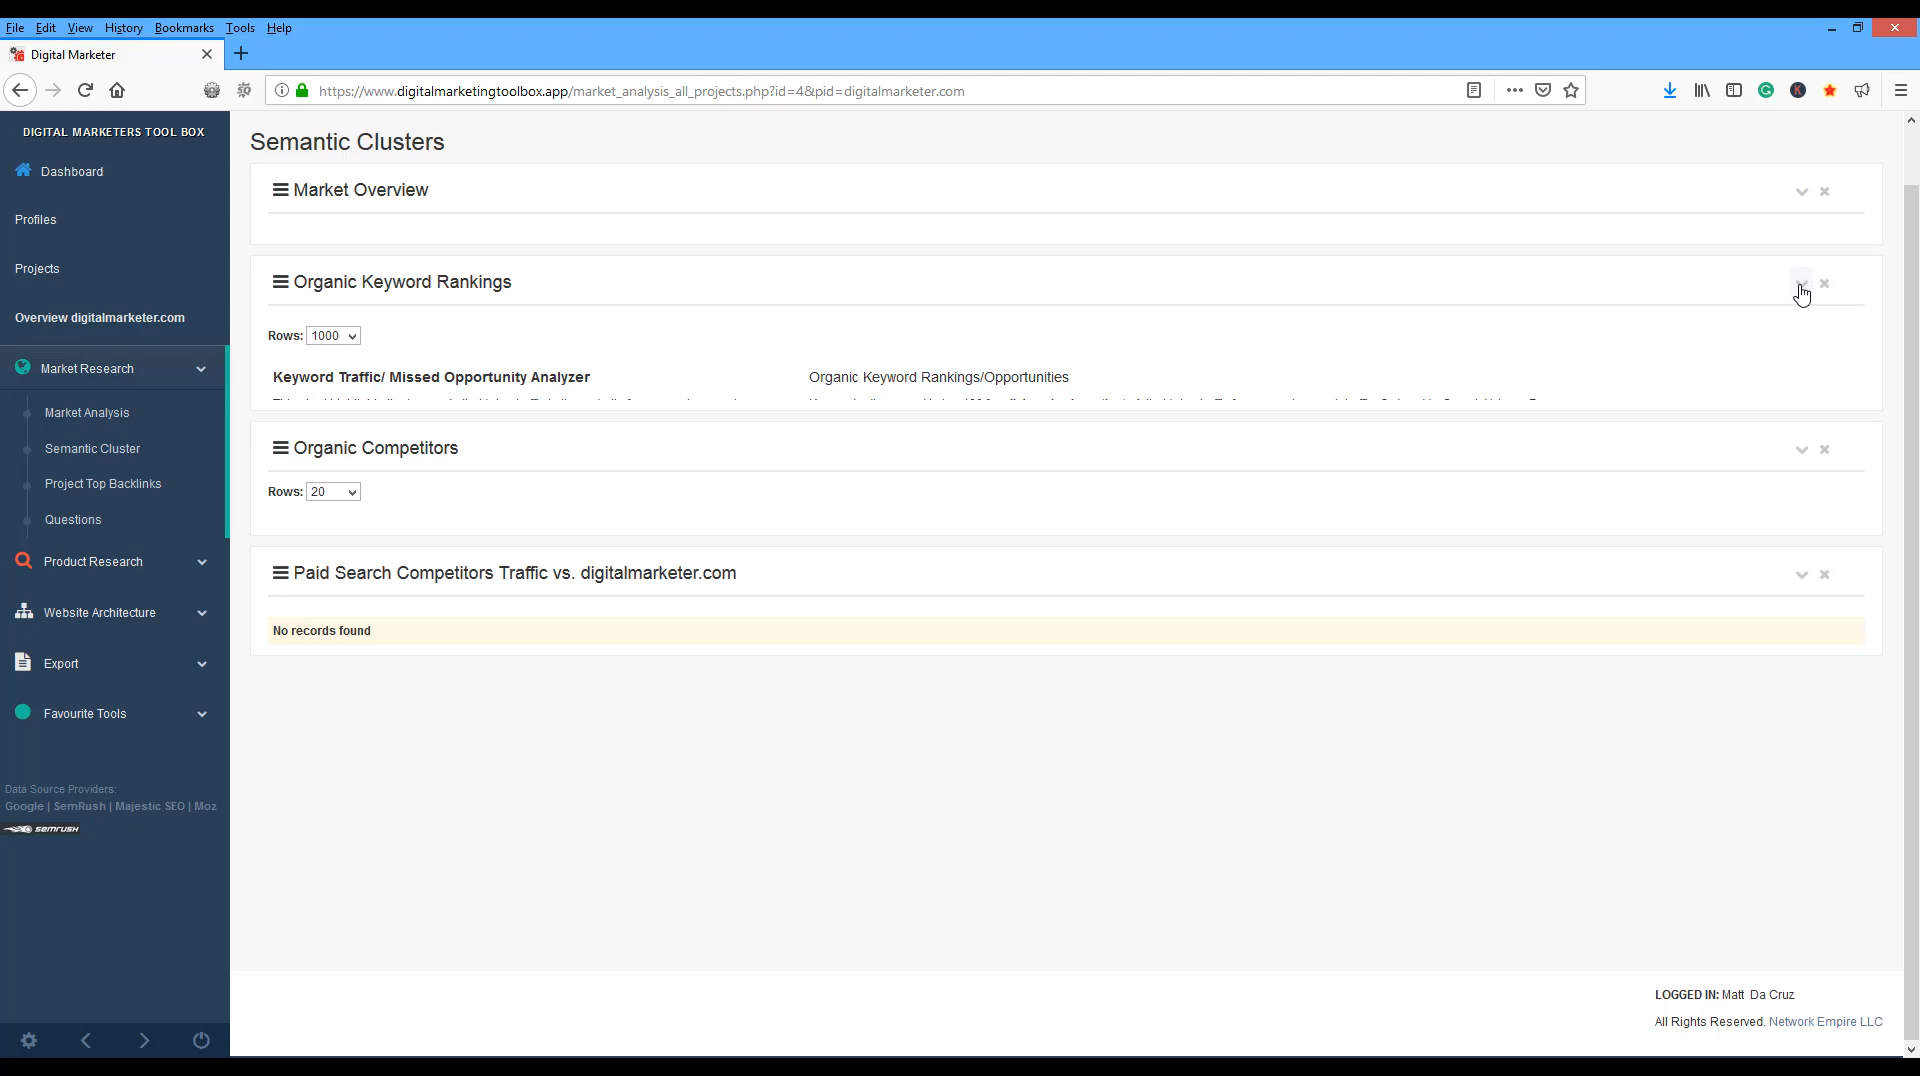 File Edit View History Bookmarks Tools Help
Digital Marketer
https://www.digitalmarketingtoolbox.app/market_analysis_all_projects.php?id=4&pid=digitalmarketer.com
DIGITAL MARKETERS TOOL BOX
Dashboard
Profiles
Projects
Overview digitalmarketer.com
Market Research
Market Analysis
Semantic Cluster
Project Top Backlinks
Questions
Product Research
Website Architecture
Export
Favourite Tools
Data Source Providers:
Google | SemRush | Majestic SEO | Moz
SEMRUSH
Semantic Clusters
Market Overview
Organic Keyword Rankings
Rows: 1000
Keyword Traffic/ Missed Opportunity Analyzer
Organic Keyword Rankings/Opportunities
Organic Competitors
Rows: 20
Paid Search Competitors Traffic vs. digitalmarketer.com
No records found
LOGGED IN: Matt Da Cruz
All Rights Reserved. Network Empire LLC